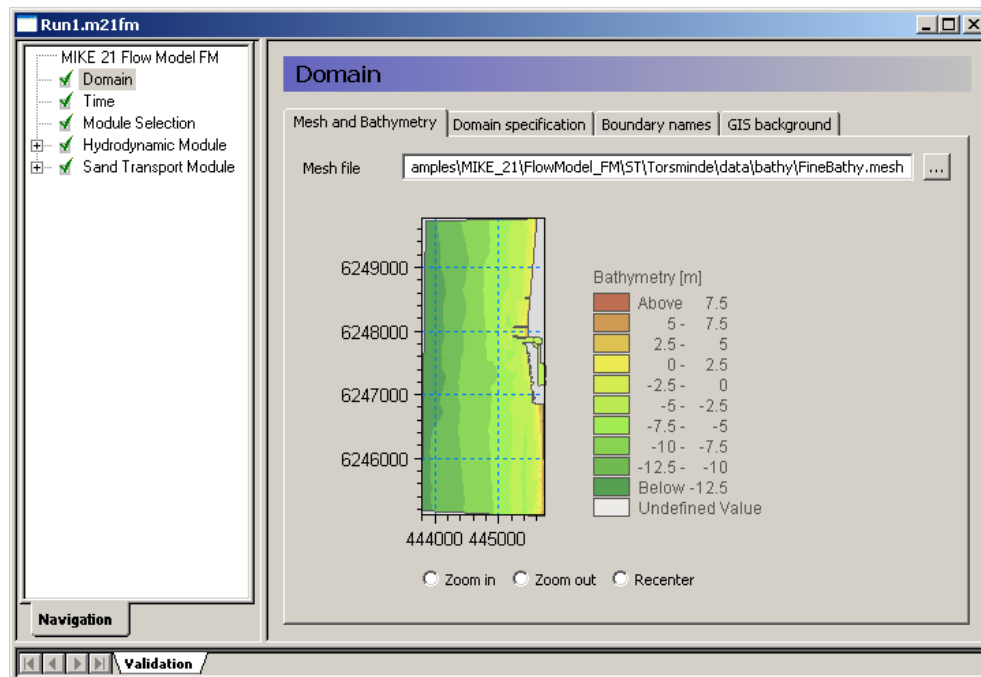 Run1.m21fm
MIKE 21 Flow Model FM
Domain
Time
Module Selection
Hydrodynamic Module
Sand Transport Module
Navigation
Domain
Mesh and Bathymetry
Domain specification
Boundary names
GIS background
Mesh file
amples\MIKE_21\FlowModel_FM\ST\Torsminde\data\bathy\FineBathy.mesh
...
6249000
6248000
6247000
6246000
444000 445000
Bathymetry [m]
Above 7.5
5 - 7.5
2.5 - 5
0 - 2.5
-2.5 - 0
-5 - -2.5
-7.5 - -5
-10 - -7.5
-12.5 - -10
Below -12.5
Undefined Value
Zoom in
Zoom out
Recenter
Validation